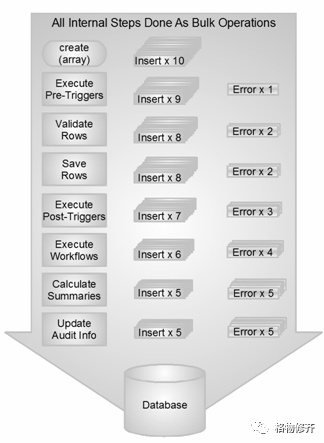 All Internal Steps Done As Bulk Operations
create
(array)
Insert x 10
Execute
Pre-Triggers
Insert x 9
Error x 1
Validate
Rows
Insert x 8
Error x 2
Save
Rows
Insert x 8
Error x 2
Execute
Post-Triggers
Insert x 7
Error x 3
Execute
Workflows
Insert x 6
Error x 4
Calculate
Summaries
Insert x 5
Error x 5
Update
Audit Info
Insert x 5
Error x 5
Database
格物修齐